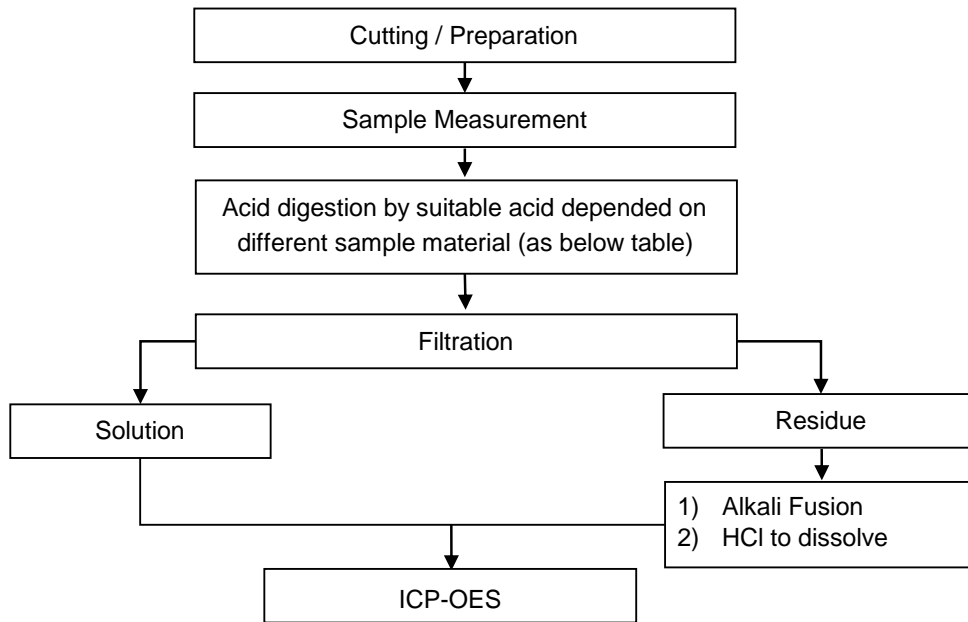 Cutting / Preparation
Sample Measurement
Acid digestion by suitable acid depended on
different sample material (as below table)
Filtration
Solution
Residue
1) Alkali Fusion
2) HCl to dissolve
ICP-OES